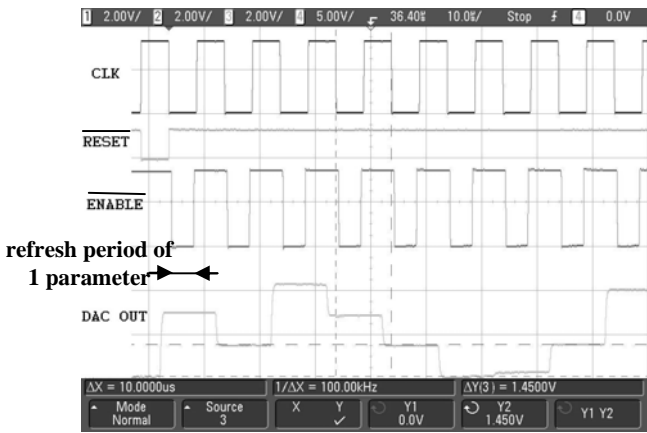 1 2.00V/ 2 2.00V/ 3 2.00V/ 4 5.00V/ 36.40% 10.0%/ Stop 4 0.0V
CLK
RESET
ENABLE
refresh period of
1 parameter
DAC OUT
ΔX = 10.0000us 1/ΔX = 100.00kHz ΔY(3) = 1.4500V
Mode Source X Y Y1 Y2 Y1 Y2
Normal 3 0.0V 1.450V